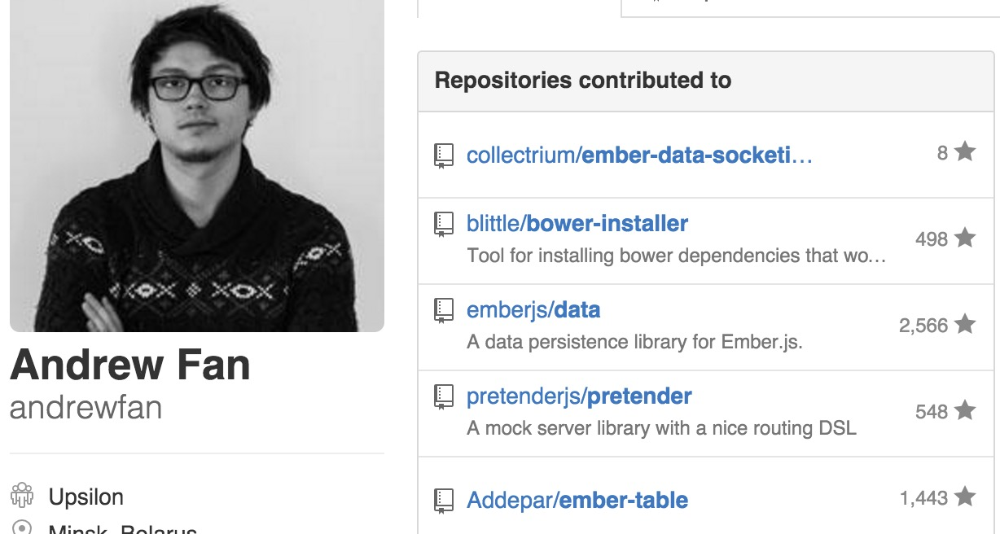 Repositories contributed to
collectrium/ember-data-socketi…
8
blittle/bower-installer
Tool for installing bower dependencies that wo…
498
emberjs/data
A data persistence library for Ember.js.
2,566
pretenderjs/pretender
A mock server library with a nice routing DSL
548
Addepar/ember-table
1,443
Andrew Fan
andrewfan
Upsilon
Minsk, Belarus